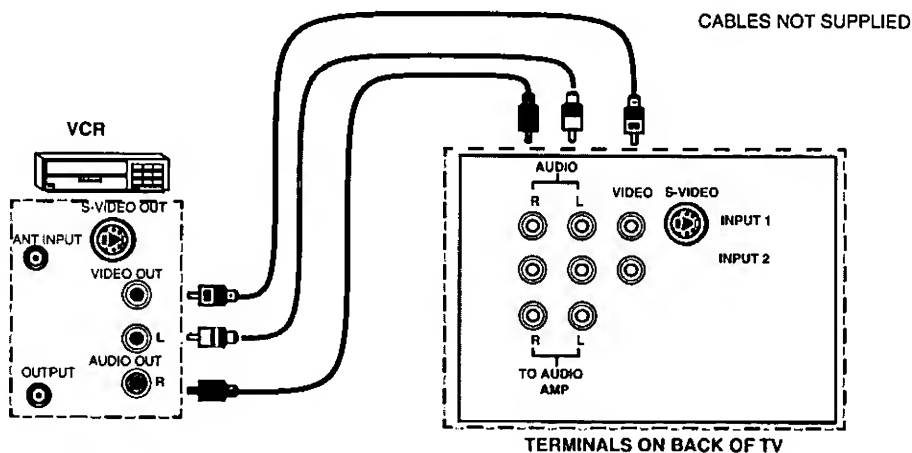 CABLES NOT SUPPLIED
VCR
S-VIDEO OUT
ANT INPUT
VIDEO OUT
L
AUDIO OUT
R
OUTPUT
AUDIO
R L VIDEO S-VIDEO
INPUT 1
INPUT 2
R L
TO AUDIO
AMP
TERMINALS ON BACK OF TV